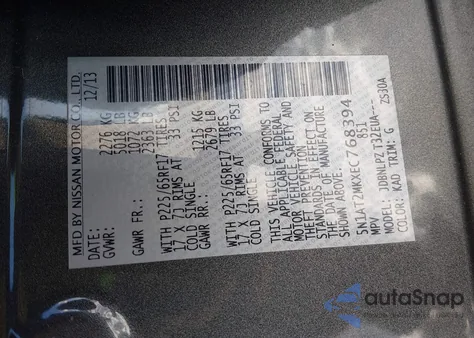 MFD BY NISSAN MOTOR CO.,LTD.
DATE: 12/13
GVWR: 2276 KG
5018 LB
GAWR FR.: 1072 KG
2363 LB
WITH P225/65RF17 TIRES
17 X 7J RIMS AT 33 PSI
COLD SINGLE
GAWR RR.: 1215 KG
2679 LB
WITH P225/65RF17 TIRES
17 X 7J RIMS AT 33 PSI
COLD SINGLE
THIS VEHICLE CONFORMS TO
ALL APPLICABLE FEDERAL
MOTOR VEHICLE SAFETY AND
THEFT PREVENTION
STANDARDS IN EFFECT ON
THE DATE OF MANUFACTURE
SHOWN ABOVE.
5N1AT2MKXEC768394
MPV
MODEL:
COLOR: KAD TRIM: G
autaSnap